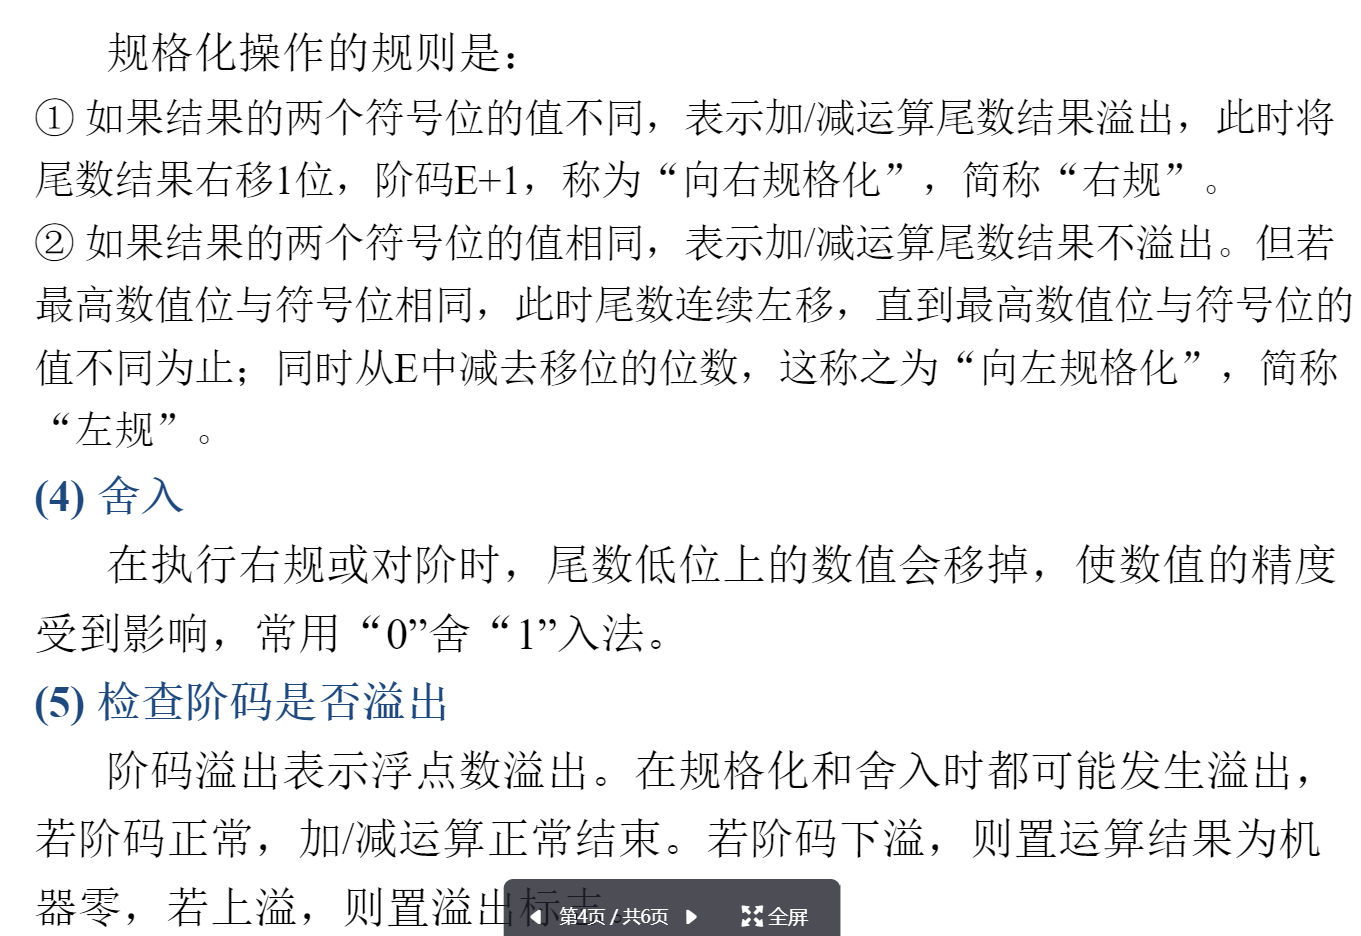 规格化操作的规则是：
① 如果结果的两个符号位的值不同，表示加/减运算尾数结果溢出，此时将
尾数结果右移1位，阶码E+1，称为“向右规格化”，简称“右规”。
② 如果结果的两个符号位的值相同，表示加/减运算尾数结果不溢出。但若
最高数值位与符号位相同，此时尾数连续左移，直到最高数值位与符号位的
值不同为止；同时从E中减去移位的位数，这称之为“向左规格化”，简称
“左规”。
(4) 舍入
在执行右规或对阶时，尾数低位上的数值会移掉，使数值的精度
受到影响，常用“0”舍“1”入法。
(5) 检查阶码是否溢出
阶码溢出表示浮点数溢出。在规格化和舍入时都可能发生溢出，
若阶码正常，加/减运算正常结束。若阶码下溢，则置运算结果为机
器零，若上溢，则置溢出标志。
第4页/共6页 全屏